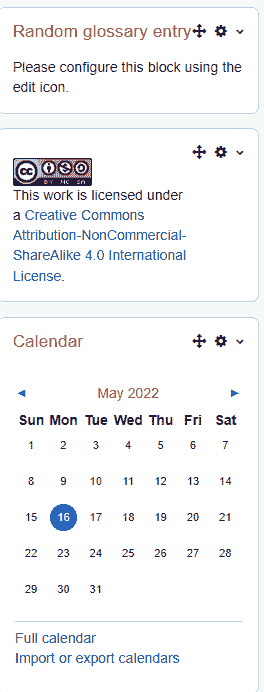 Random glossary entry
Please configure this block using the
edit icon.
cc
BY NC SA
This work is licensed under
a Creative Commons
Attribution-NonCommercial-
ShareAlike 4.0 International
License.
Calendar
May 2022
Sun Mon Tue Wed Thu Fri Sat
1 2 3 4 5 6 7
8 9 10 11 12 13 14
15 16 17 18 19 20 21
22 23 24 25 26 27 28
29 30 31
Full calendar
Import or export calendars